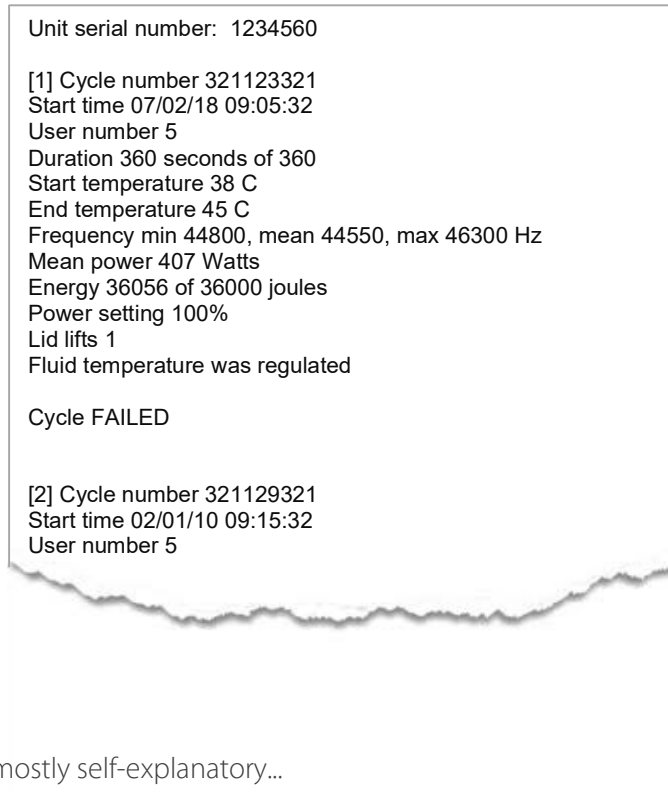 Unit serial number: 1234560
[1] Cycle number 321123321
Start time 07/02/18 09:05:32
User number 5
Duration 360 seconds of 360
Start temperature 38 C
End temperature 45 C
Frequency min 44800, mean 44550, max 46300 Hz
Mean power 407 Watts
Energy 36056 of 36000 joules
Power setting 100%
Lid lifts 1
Fluid temperature was regulated
Cycle FAILED
[2] Cycle number 321129321
Start time 02/01/10 09:15:32
User number 5
mostly self-explanatory...